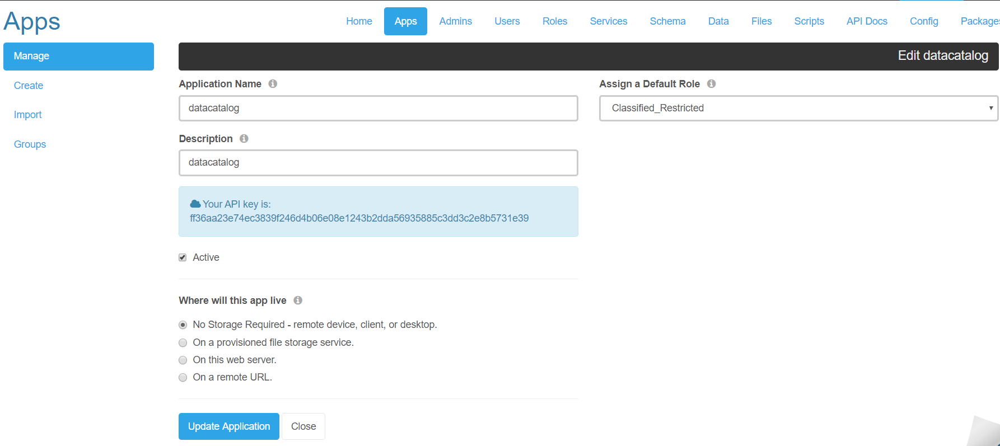 Apps
Home Apps Admins Users Roles Services Schema Data Files Scripts API Docs Config Packages
Manage
Create
Import
Groups
Edit datacatalog
Application Name
datacatalog
Assign a Default Role
Classified_Restricted
Description
datacatalog
Your API key is:
ff36aa23e74ec3839f246d4b06e08e1243b2dda56935885c3dd3c2e8b5731e39
Active
Where will this app live
No Storage Required - remote device, client, or desktop.
On a provisioned file storage service.
On this web server.
On a remote URL.
Update Application Close